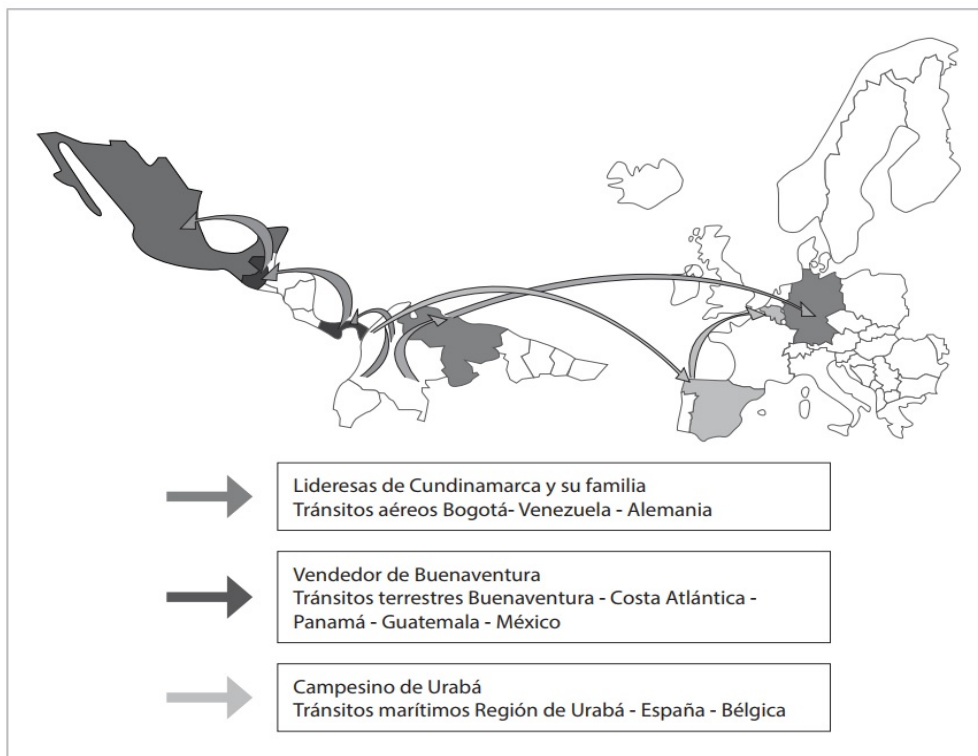 Lideresas de Cundinamarca y su familia
Tránsitos aéreos Bogotá- Venezuela - Alemania
Vendedor de Buenaventura
Tránsitos terrestres Buenaventura - Costa Atlántica -
Panamá - Guatemala - México
Campesino de Urabá
Tránsitos marítimos Región de Urabá - España - Bélgica